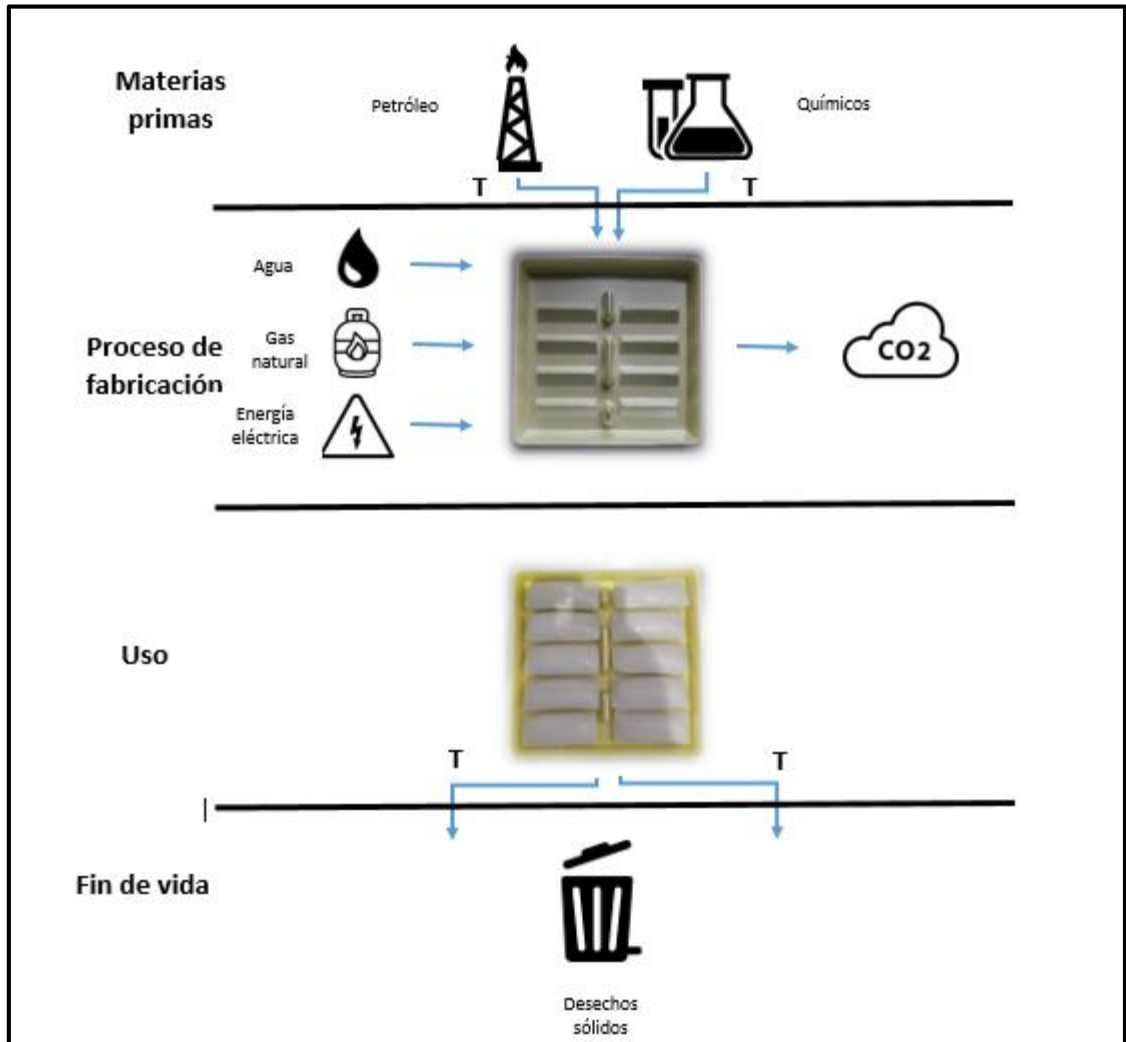 Materias
primas
Petróleo
Químicos
T
T
Agua
Gas
natural
Proceso de
fabricación
Energía
eléctrica
CO2
Uso
T
T
Fin de vida
Desechos
sólidos